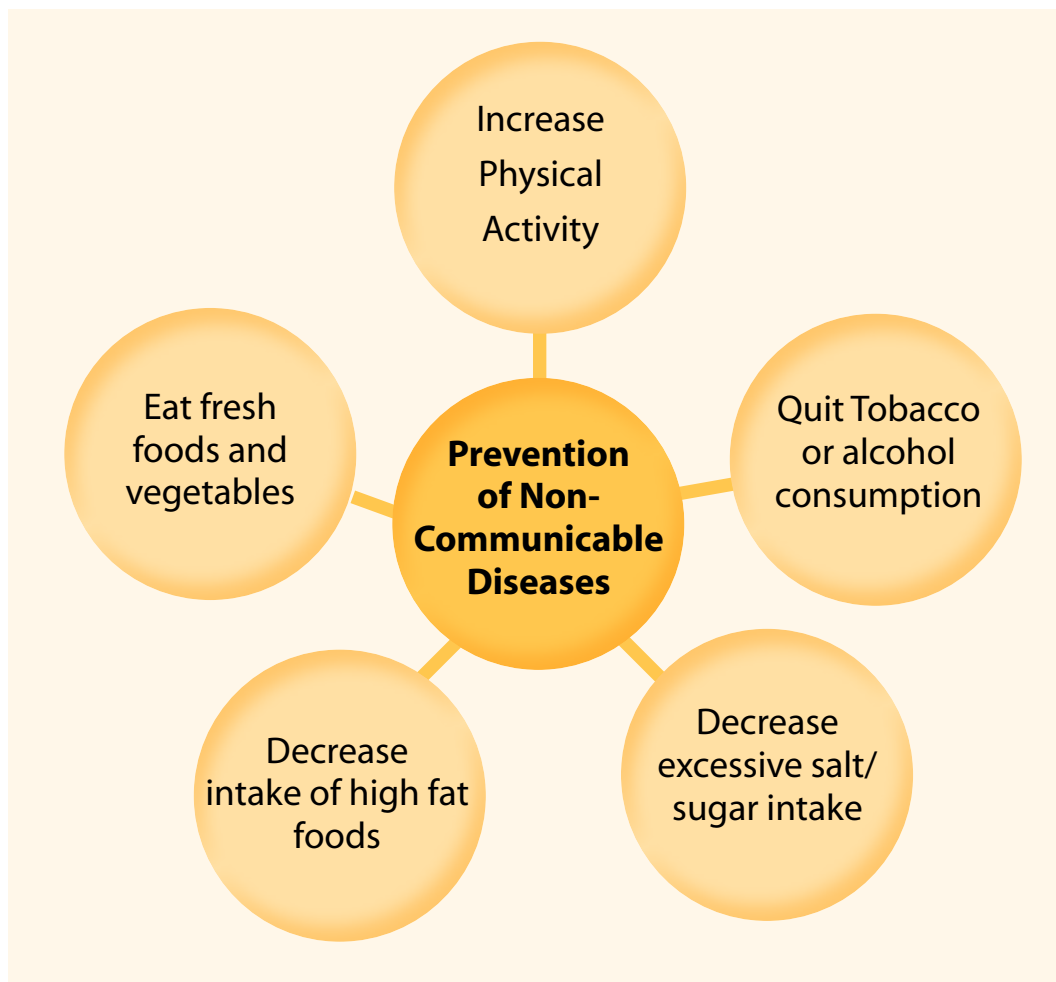 Increase
Physical
Activity
Eat fresh
foods and
vegetables
Quit Tobacco
or alcohol
consumption
Prevention
of Non-
Communicable
Diseases
Decrease
intake of high fat
foods
Decrease
excessive salt/
sugar intake